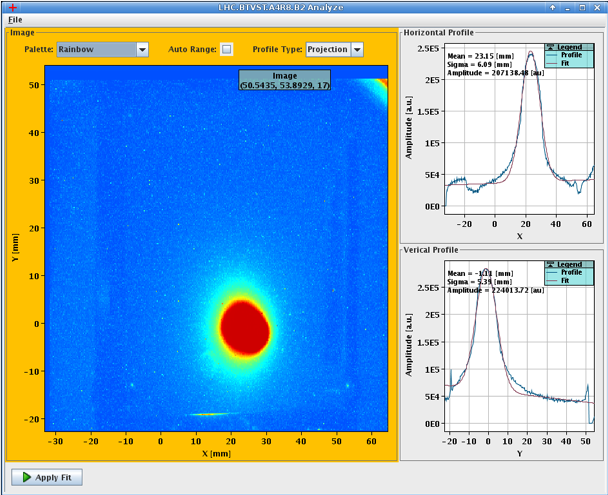 LHC.BTVST.A4R8.B2 Analyze
File
Image
Palette: Rainbow Auto Range: Profile Type: Projection
Image
(50.5435, 53.8929, 17)
50
40
30
20
10
0
-10
-20
Y [mm]
-30 -20 -10 0 10 20 30 40 50 60
X [mm]
Apply Fit
Horizontal Profile
Legend
Profile
Fit
Mean = 23.15 [mm]
Sigma = 6.09 [mm]
Amplitude = 207138.48 [au]
2.5E5
2E5
1.5E5
1E5
5E4
0E0
Amplitude [a.u.]
-20 0 20 40 60
X
Verical Profile
Legend
Profile
Fit
Mean = -1.11 [mm]
Sigma = 5.39 [mm]
Amplitude = 224013.72 [au]
2.5E5
2E5
1.5E5
1E5
5E4
0E0
Amplitude [a.u.]
-20 -10 0 10 20 30 40 50
Y